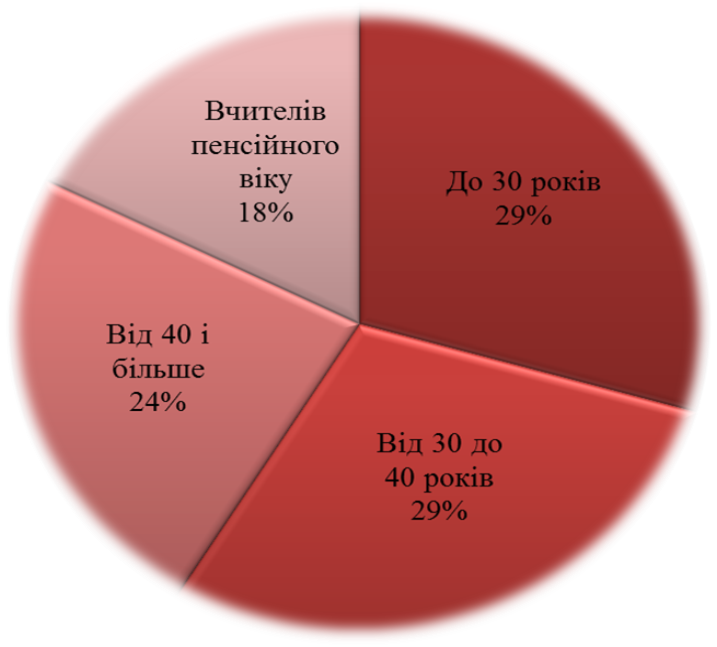 Вчителів
пенсійного
віку
18%
До 30 років
29%
Від 40 і
більше
24%
Від 30 до
40 років
29%